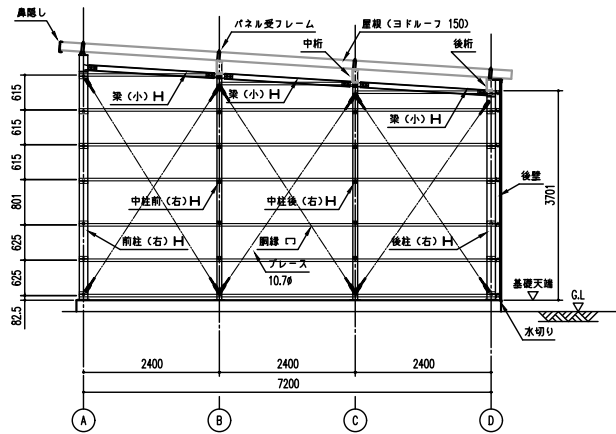 鼻隠し
パネル受フレーム
屋根（ヨドルーフ 150）
中桁
後桁
梁（小）H
梁（小）H
梁（小）H
615
615
615
801
625
625
82.5
中柱前（右）H
中柱後（右）H
後壁
3701
前柱（右）H
胴縁
後柱（右）H
ブレース
10.7φ
基礎天端
G.L
水切り
2400
2400
2400
7200
A
B
C
D